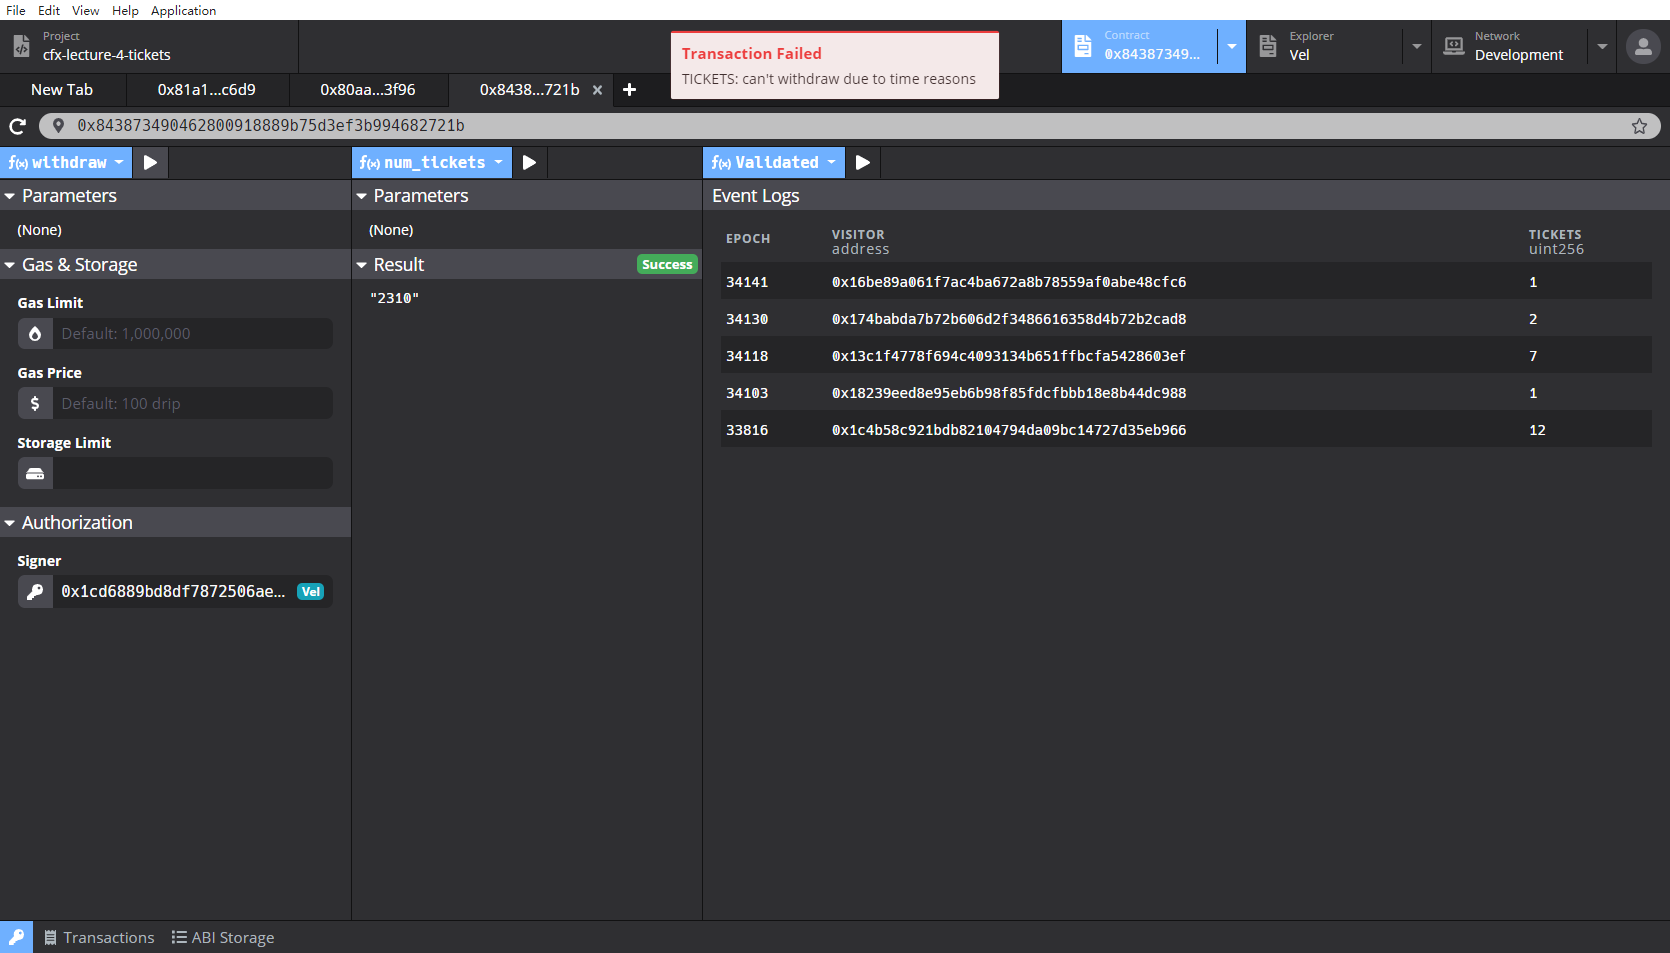 File Edit View Help Application
Project
cfx-lecture-4-tickets
Transaction Failed
TICKETS: can't withdraw due to time reasons
Contract
0x84387349...
Explorer
Vel
Network
Development
New Tab 0x81a1...c6d9 0x80aa...3f96 0x8438...721b
0x843873490462800918889b75d3ef3b994682721b
f(x) withdraw
f(x) num_tickets
f(x) Validated
Parameters
(None)
Gas & Storage
Gas Limit
Default: 1,000,000
Gas Price
$ Default: 100 drip
Storage Limit
Authorization
Signer
0x1cd6889bd8df7872506ae... Vel
Parameters
(None)
Result Success
"2310"
Event Logs
EPOCH VISITOR TICKETS
address uint256
34141 0x16be89a061f7ac4ba672a8b78559af0abe48cfc6 1
34130 0x174babda7b72b606d2f3486616358d4b72b2cad8 2
34118 0x13c1f4778f694c4093134b651ffbcfa5428603ef 7
34103 0x18239eed8e95eb6b98f85fdcfbbb18e8b44dc988 1
33816 0x1c4b58c921bdb82104794da09bc14727d35eb966 12
Transactions ABI Storage